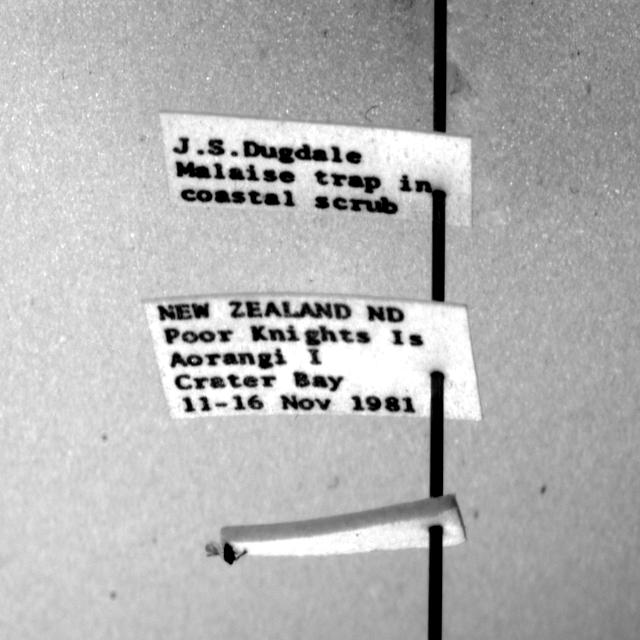 J.S.Dugdale
Malaise trap in
coastal scrub
NEW ZEALAND ND
Poor Knights Is
Aorangi I
Crater Bay
11-16 Nov 1981